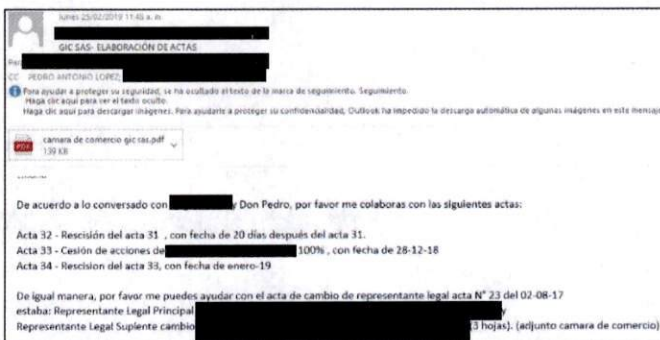 lunes 25/02/2019 11:45 a. m.
GIC SAS- ELABORACIÓN DE ACTAS
Para
CC PEDRO ANTONIO LOPEZ;
Para ayudar a proteger su seguridad, se ha ocultado el texto de la marca de seguimiento. Seguimiento.
Haga clic aquí para ver el texto oculto.
Haga clic aquí para descargar imágenes. Para ayudarle a proteger su confidencialidad, Outlook ha impedido la descarga automática de algunas imágenes en este mensaje
PDF
camara de comercio gic sas.pdf
139 KB
De acuerdo a lo conversado con y Don Pedro, por favor me colaboras con las siguientes actas:
Acta 32 - Rescisión del acta 31 , con fecha de 20 días después del acta 31.
Acta 33 - Cesión de acciones de 100% , con fecha de 28-12-18
Acta 34 - Rescision del acta 33, con fecha de enero-19
De igual manera, por favor me puedes ayudar con el acta de cambio de representante legal acta N° 23 del 02-08-17
estaba: Representante Legal Principal y
Representante Legal Suplente cambio (3 hojas). (adjunto camara de comercio)